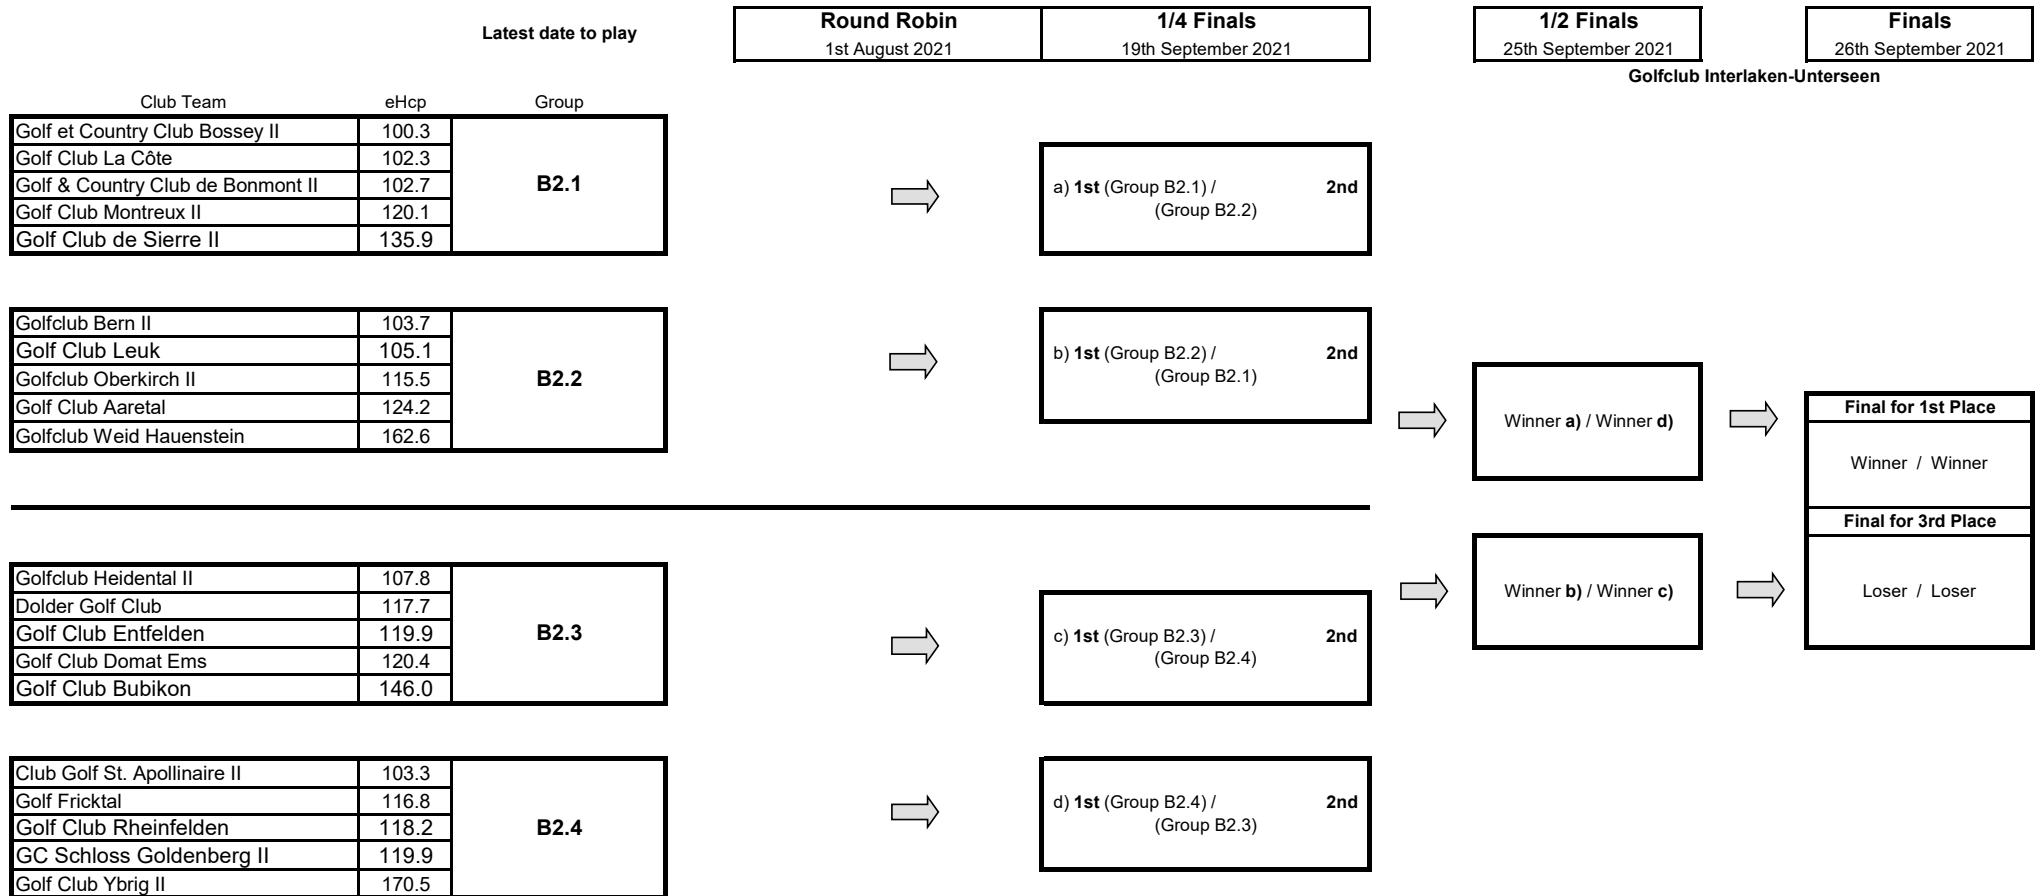 Latest date to play
Round Robin
1st August 2021
1/4 Finals
19th September 2021
1/2 Finals
25th September 2021
Finals
26th September 2021
Golfclub Interlaken-Unterseen
Club Team eHcp Group
Golf et Country Club Bossey II 100.3
Golf Club La Côte 102.3
Golf & Country Club de Bonmont II 102.7
Golf Club Montreux II 120.1
Golf Club de Sierre II 135.9
B2.1
a) 1st (Group B2.1) / 2nd
(Group B2.2)
Golfclub Bern II 103.7
Golf Club Leuk 105.1
Golfclub Oberkirch II 115.5
Golf Club Aaretal 124.2
Golfclub Weid Hauenstein 162.6
B2.2
b) 1st (Group B2.2) / 2nd
(Group B2.1)
Winner a) / Winner d)
Final for 1st Place
Winner / Winner
Final for 3rd Place
Loser / Loser
Winner b) / Winner c)
Golfclub Heidental II 107.8
Dolder Golf Club 117.7
Golf Club Entfelden 119.9
Golf Club Domat Ems 120.4
Golf Club Bubikon 146.0
B2.3
c) 1st (Group B2.3) / 2nd
(Group B2.4)
Club Golf St. Apollinaire II 103.3
Golf Fricktal 116.8
Golf Club Rheinfelden 118.2
GC Schloss Goldenberg II 119.9
Golf Club Ybrig II 170.5
B2.4
d) 1st (Group B2.4) / 2nd
(Group B2.3)